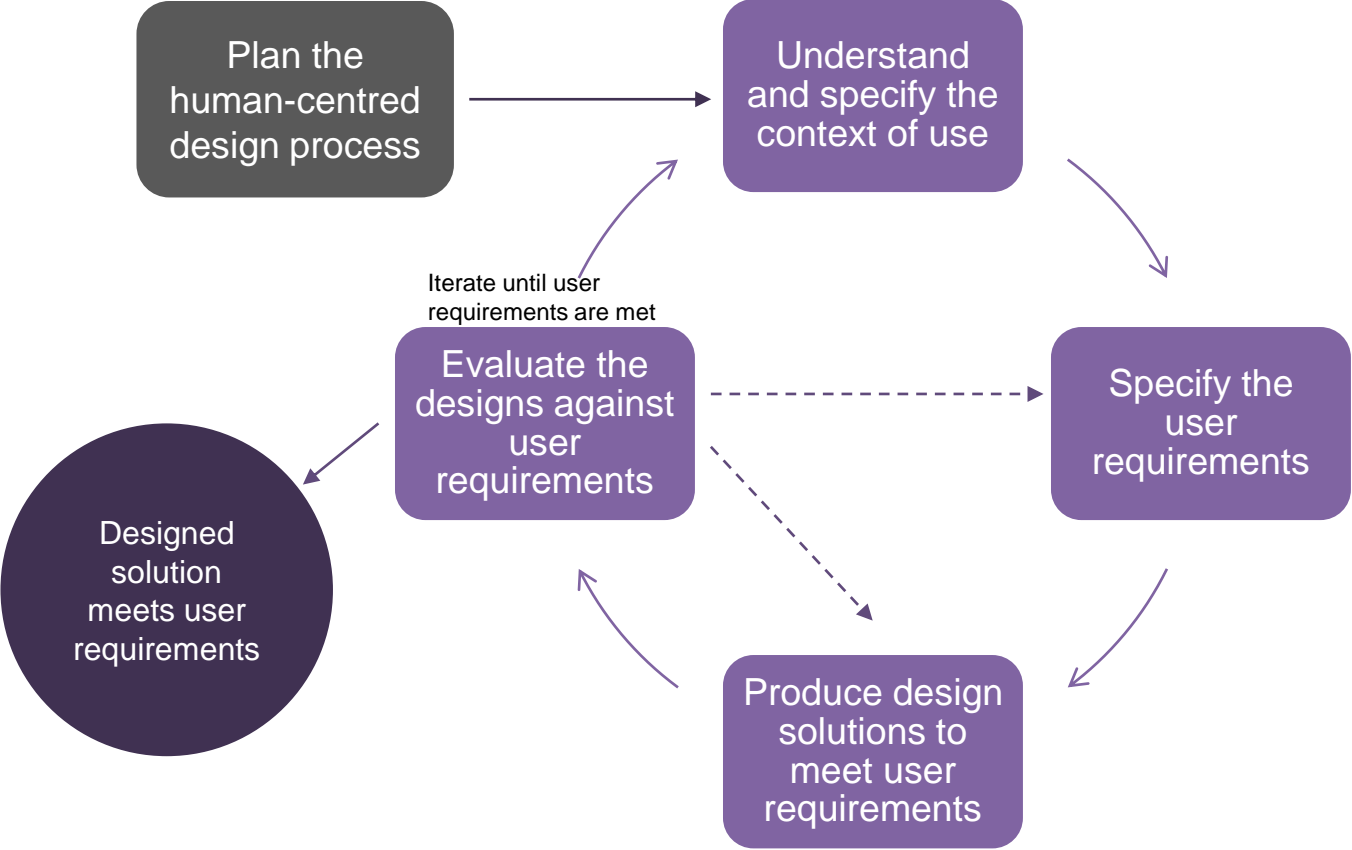 Plan the
human-centred
design process
Understand
and specify the
context of use
Iterate until user
requirements are met
Evaluate the
designs against
user
requirements
Specify the
user
requirements
Designed
solution
meets user
requirements
Produce design
solutions to
meet user
requirements